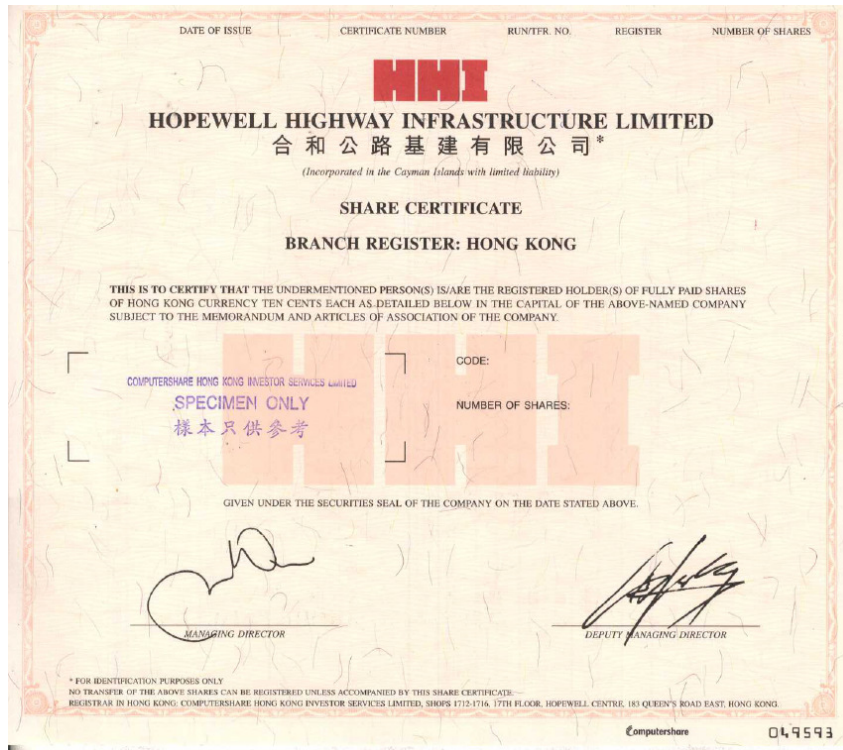 DATE OF ISSUE CERTIFICATE NUMBER RUN/TFR. NO. REGISTER NUMBER OF SHARES
HHI
HOPEWELL HIGHWAY INFRASTRUCTURE LIMITED
合和公路基建有限公司*
(Incorporated in the Cayman Islands with limited liability)
SHARE CERTIFICATE
BRANCH REGISTER: HONG KONG
THIS IS TO CERTIFY THAT THE UNDERMENTIONED PERSON(S) IS/ARE THE REGISTERED HOLDER(S) OF FULLY PAID SHARES
OF HONG KONG CURRENCY TEN CENTS EACH AS DETAILED BELOW IN THE CAPITAL OF THE ABOVE-NAMED COMPANY
SUBJECT TO THE MEMORANDUM AND ARTICLES OF ASSOCIATION OF THE COMPANY.
HHI
CODE:
COMPUTERSHARE HONG KONG INVESTOR SERVICES LIMITED
SPECIMEN ONLY
樣本只供參考
NUMBER OF SHARES:
GIVEN UNDER THE SECURITIES SEAL OF THE COMPANY ON THE DATE STATED ABOVE.
MANAGING DIRECTOR DEPUTY MANAGING DIRECTOR
* FOR IDENTIFICATION PURPOSES ONLY
NO TRANSFER OF THE ABOVE SHARES CAN BE REGISTERED UNLESS ACCOMPANIED BY THIS SHARE CERTIFICATE.
REGISTRAR IN HONG KONG: COMPUTERSHARE HONG KONG INVESTOR SERVICES LIMITED, SHOPS 1712-1716, 17TH FLOOR, HOPEWELL CENTRE, 183 QUEEN'S ROAD EAST, HONG KONG.
Computershare 049593